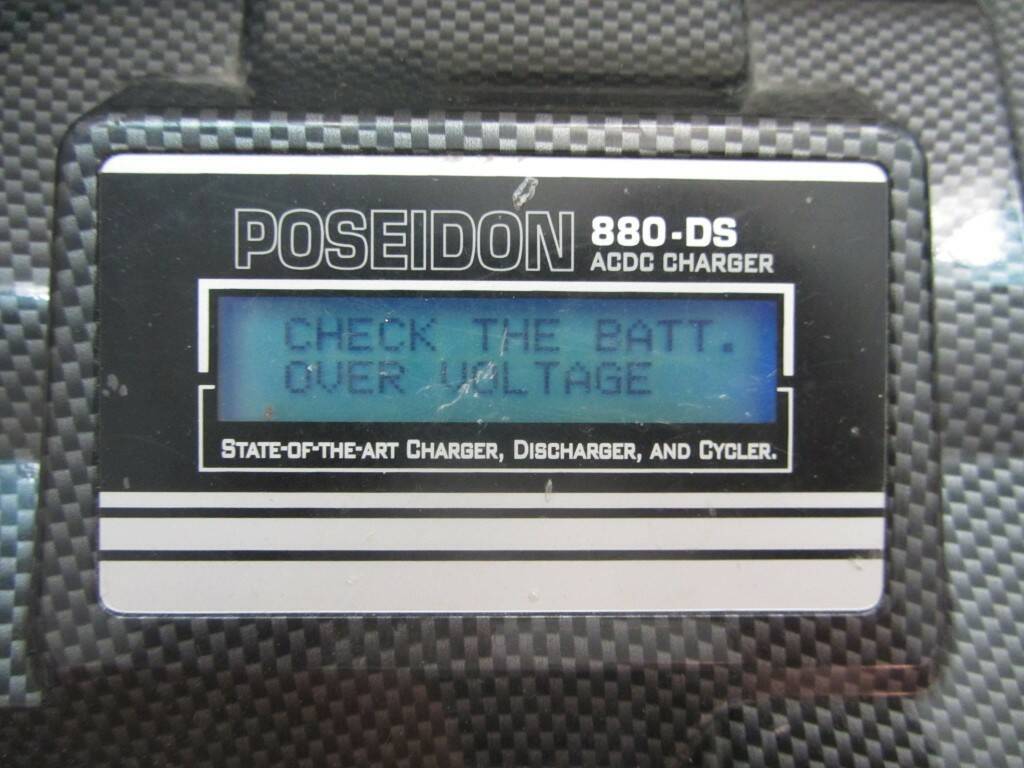 POSEIDON 880-DS
ACDC CHARGER
CHECK THE BATT.
OVER VOLTAGE
STATE-OF-THE-ART CHARGER, DISCHARGER, AND CYCLER.